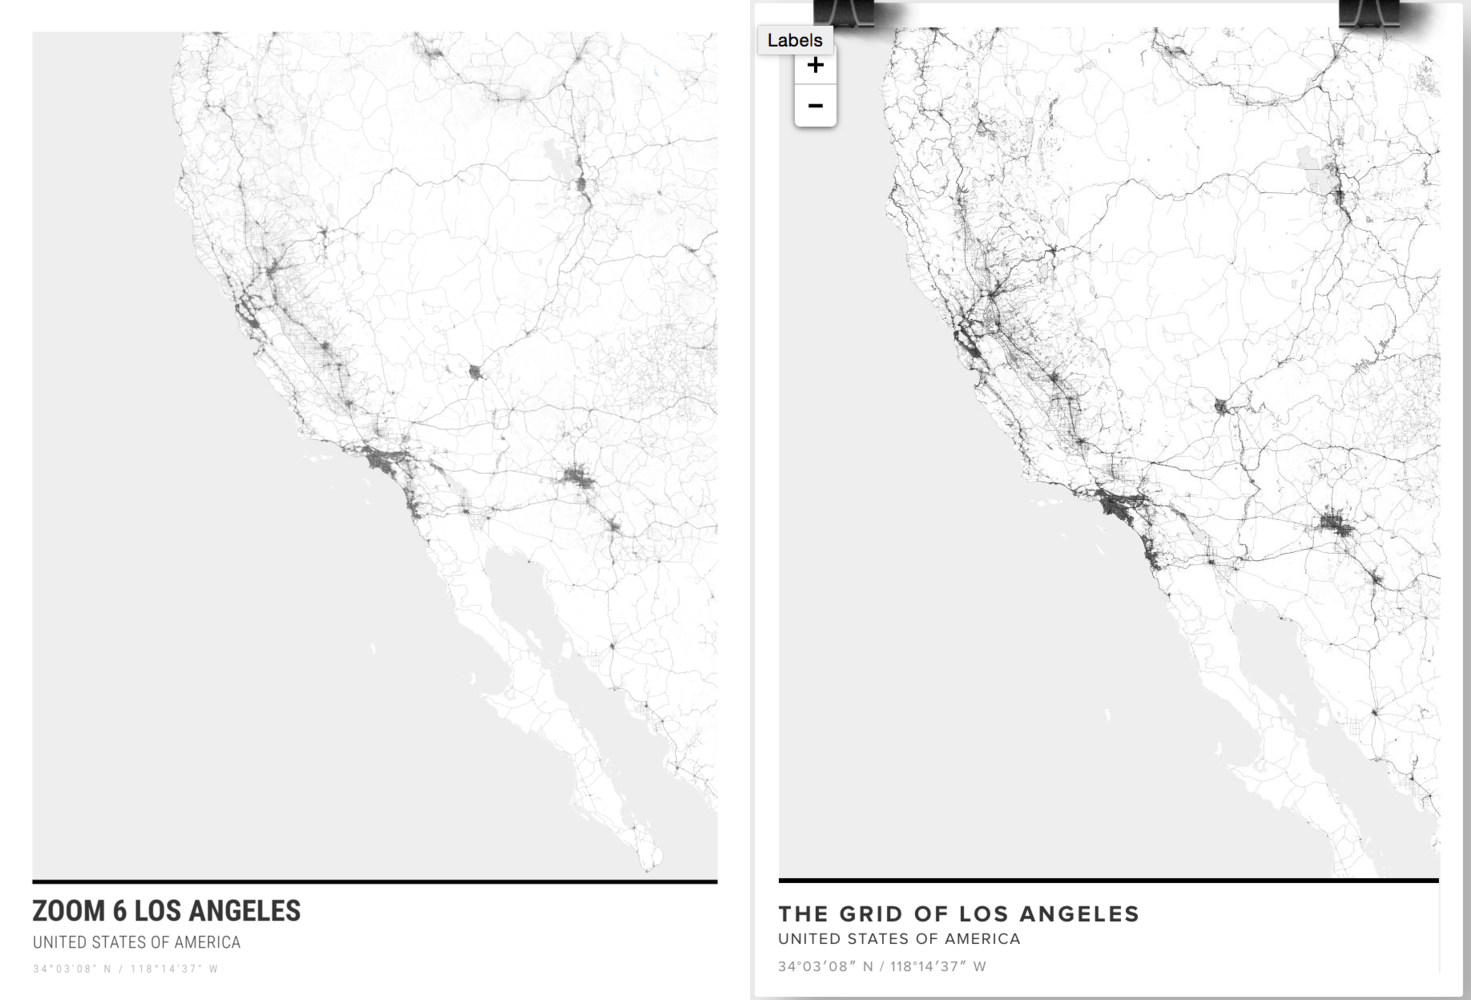 ZOOM 6 LOS ANGELES
UNITED STATES OF AMERICA
34°03'08" N / 118°14'37" W
Labels
+
−
THE GRID OF LOS ANGELES
UNITED STATES OF AMERICA
34°03′08″ N / 118°14′37″ W